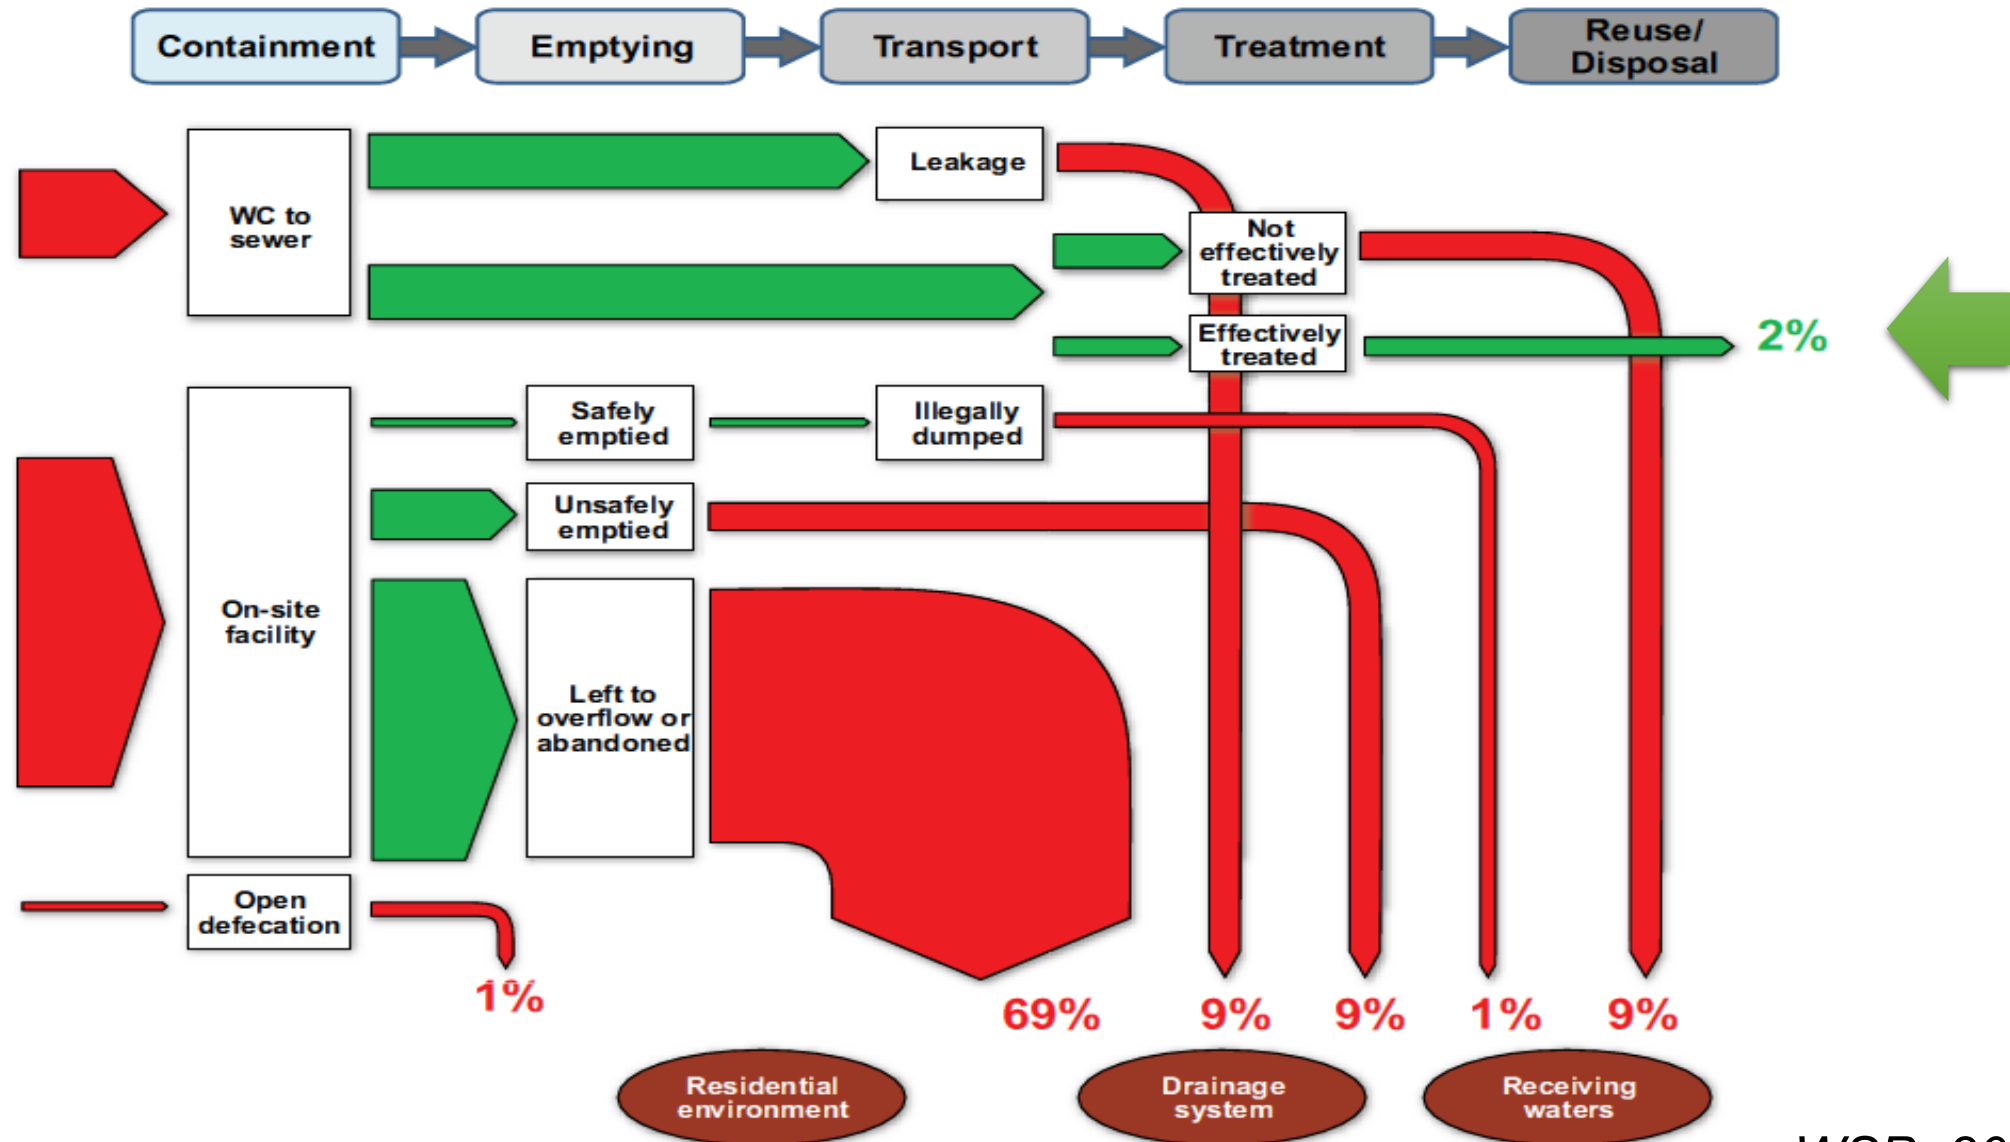 Containment
Emptying
Transport
Treatment
Reuse/
Disposal
WC to
sewer
Leakage
Not
effectively
treated
Effectively
treated
2%
On-site
facility
Safely
emptied
Illegally
dumped
Unsafely
emptied
Left to
overflow or
abandoned
Open
defecation
1%
69%
9%
9%
1%
9%
Residential
environment
Drainage
system
Receiving
waters